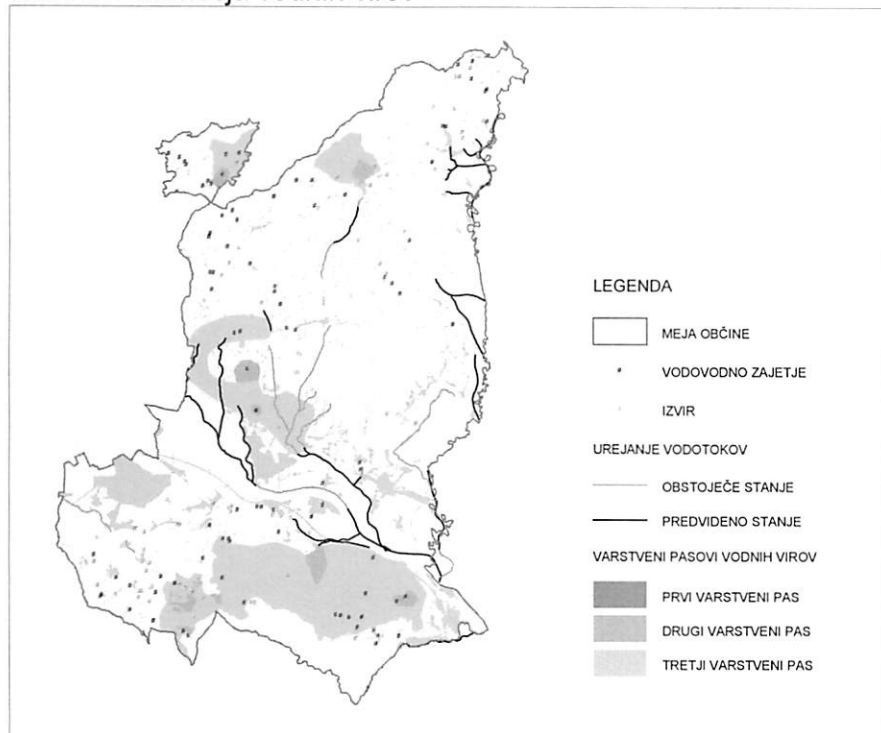 LEGENDA
MEJA OBČINE
VODOVODNO ZAJETJE
IZVIR
UREJANJE VODOTOKOV
OBSTOJEČE STANJE
PREDVIDENO STANJE
VARSTVENI PASOVI VODNIH VIROV
PRVI VARSTVENI PAS
DRUGI VARSTVENI PAS
TRETJI VARSTVENI PAS